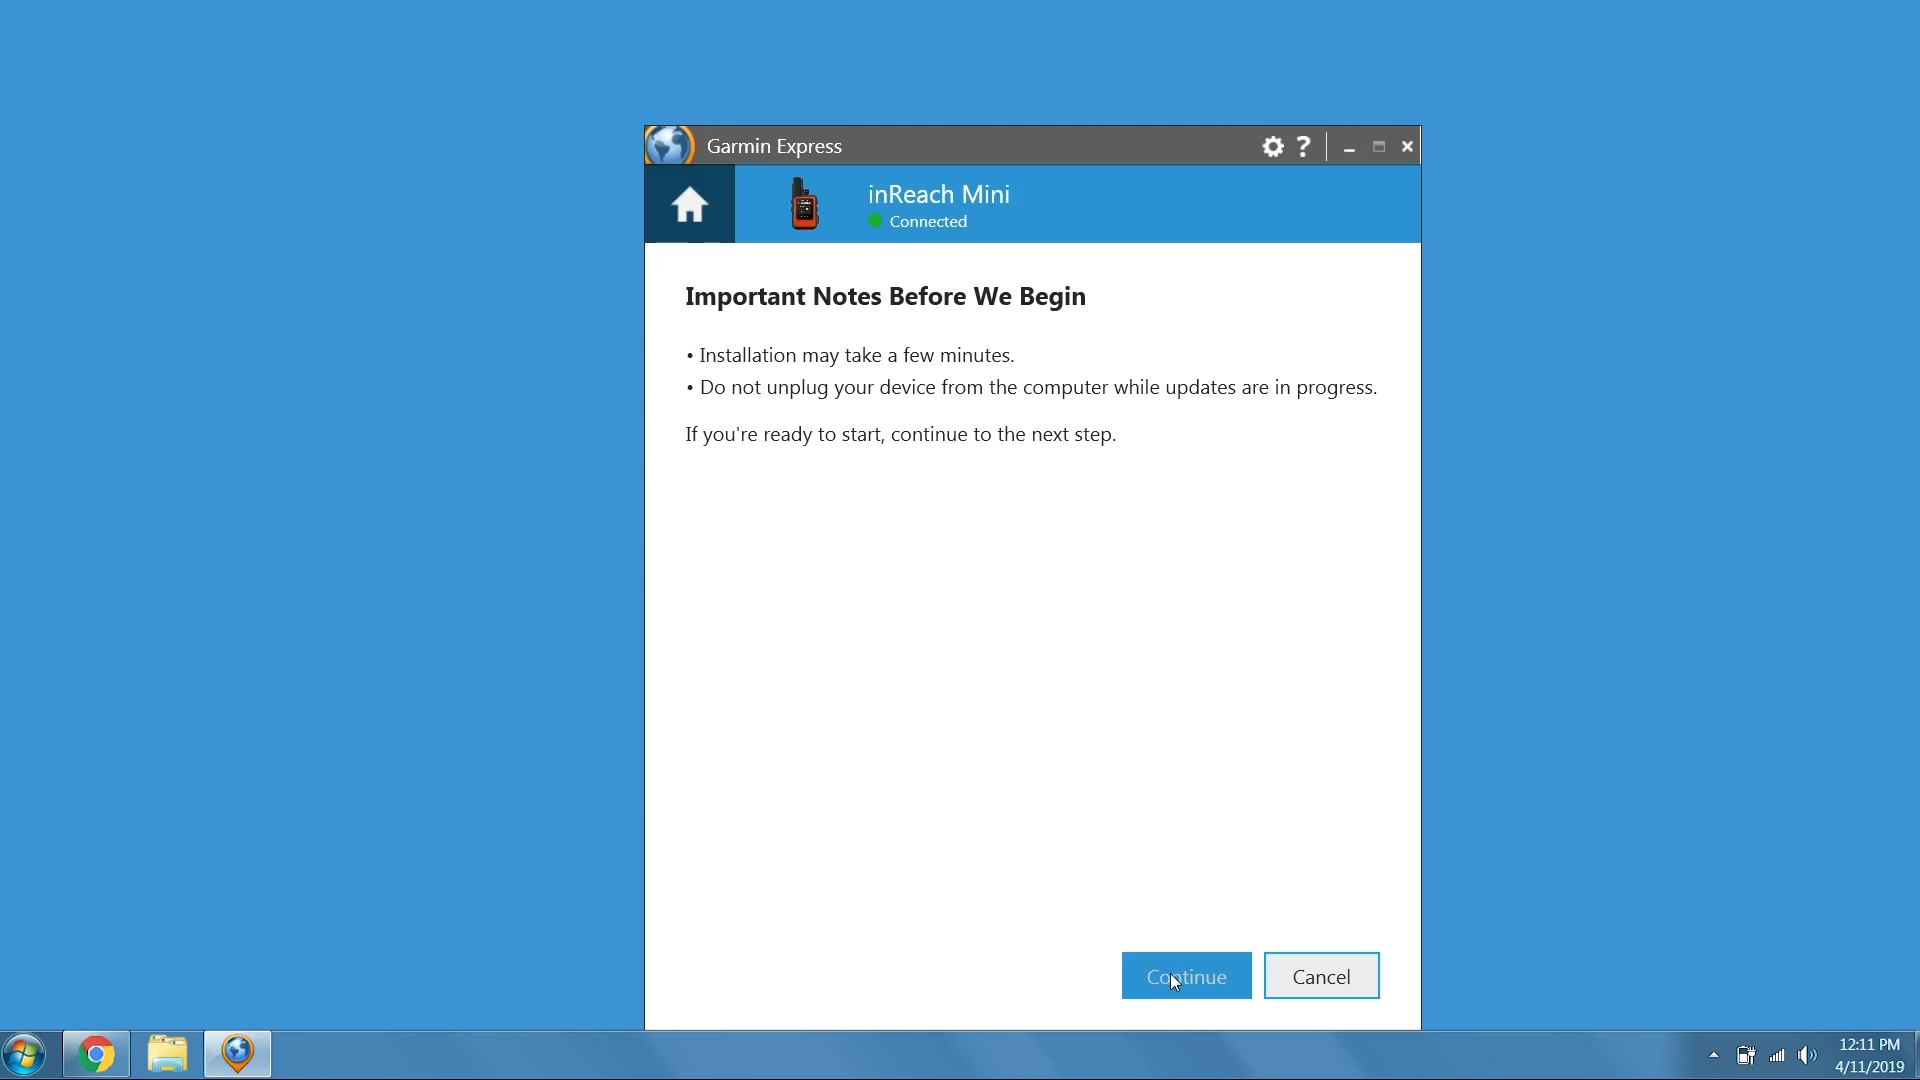 Garmin Express
inReach Mini
Connected
Important Notes Before We Begin
• Installation may take a few minutes.
• Do not unplug your device from the computer while updates are in progress.
If you're ready to start, continue to the next step.
Continue
Cancel
12:11 PM
4/11/2019